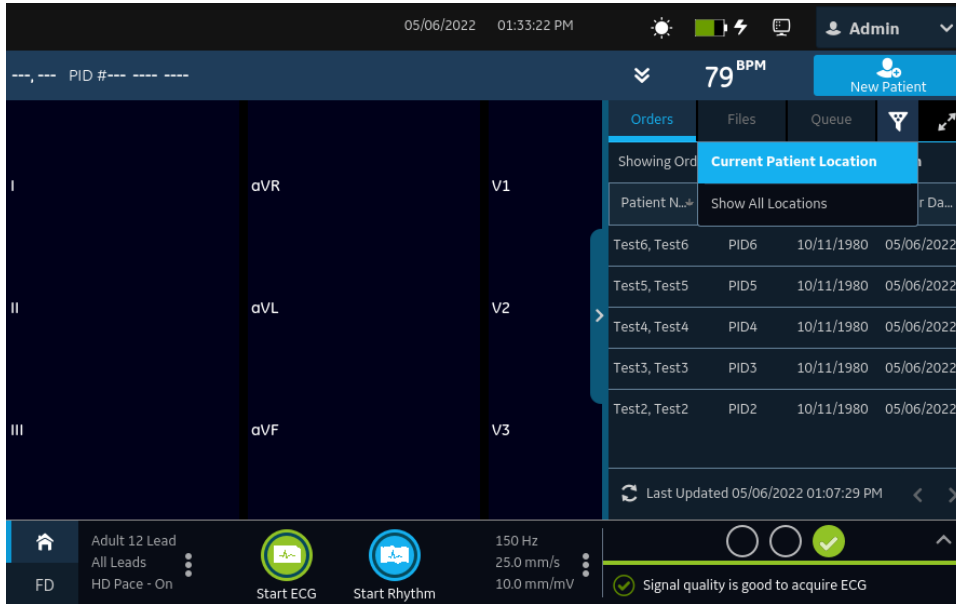 05/06/2022 01:33:22 PM Admin
---, --- PID #--- ---- ---- 79 BPM New Patient
Orders Files Queue
Showing Ord
Current Patient Location
Patient N... Show All Locations r Da...
Test6, Test6 PID6 10/11/1980 05/06/2022
Test5, Test5 PID5 10/11/1980 05/06/2022
Test4, Test4 PID4 10/11/1980 05/06/2022
Test3, Test3 PID3 10/11/1980 05/06/2022
Test2, Test2 PID2 10/11/1980 05/06/2022
Last Updated 05/06/2022 01:07:29 PM
I aVR V1
II aVL V2
III aVF V3
FD
Adult 12 Lead
All Leads
HD Pace - On
Start ECG
Start Rhythm
150 Hz
25.0 mm/s
10.0 mm/mV
Signal quality is good to acquire ECG